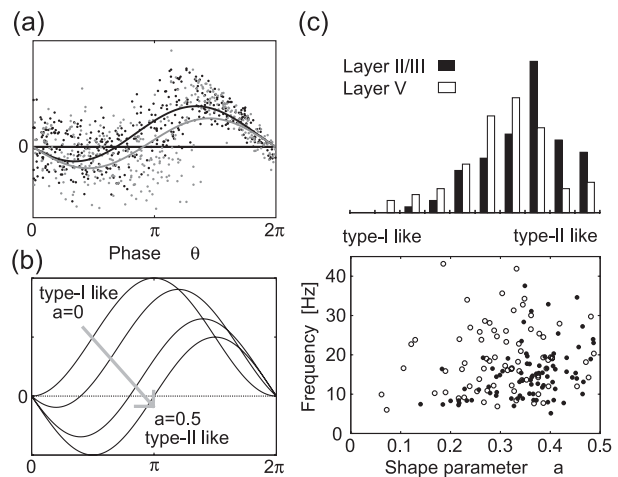 (a)
0
0
π
2π
Phase θ
(b)
type-I like
a=0
0
a=0.5
type-II like
0
π
2π
(c)
Layer II/III
Layer V
type-I like
type-II like
Frequency [Hz]
40
30
20
10
0
0
0.1
0.2
0.3
0.4
0.5
Shape parameter a